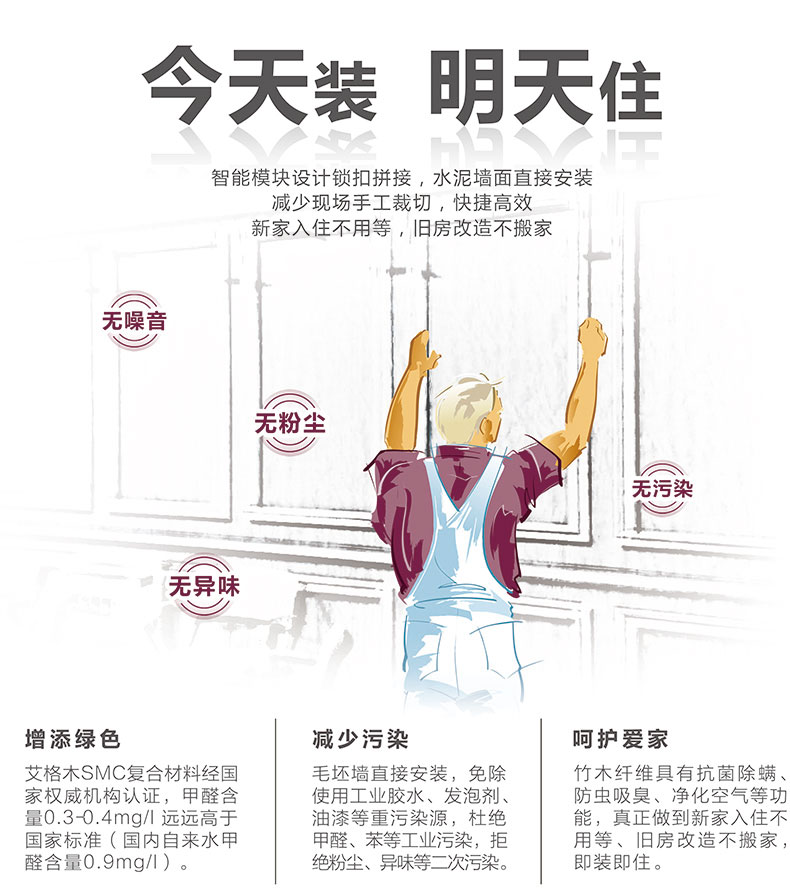 今天装 明天住
智能模块设计锁扣拼接，水泥墙面直接安装
减少现场手工裁切，快捷高效
新家入住不用等，旧房改造不搬家
无噪音
无粉尘
无污染
无异味
增添绿色
艾格木SMC复合材料经国
家权威机构认证，甲醛含
量0.3-0.4mg/l 远远高于
国家标准（国内自来水甲
醛含量0.9mg/l）。
减少污染
毛坯墙直接安装，免除
使用工业胶水、发泡剂、
油漆等重污染源，杜绝
甲醛、苯等工业污染，拒
绝粉尘、异味等二次污染。
呵护爱家
竹木纤维具有抗菌除螨、
防虫吸臭、净化空气等功
能，真正做到新家入住不
用等、旧房改造不搬家，
即装即住。